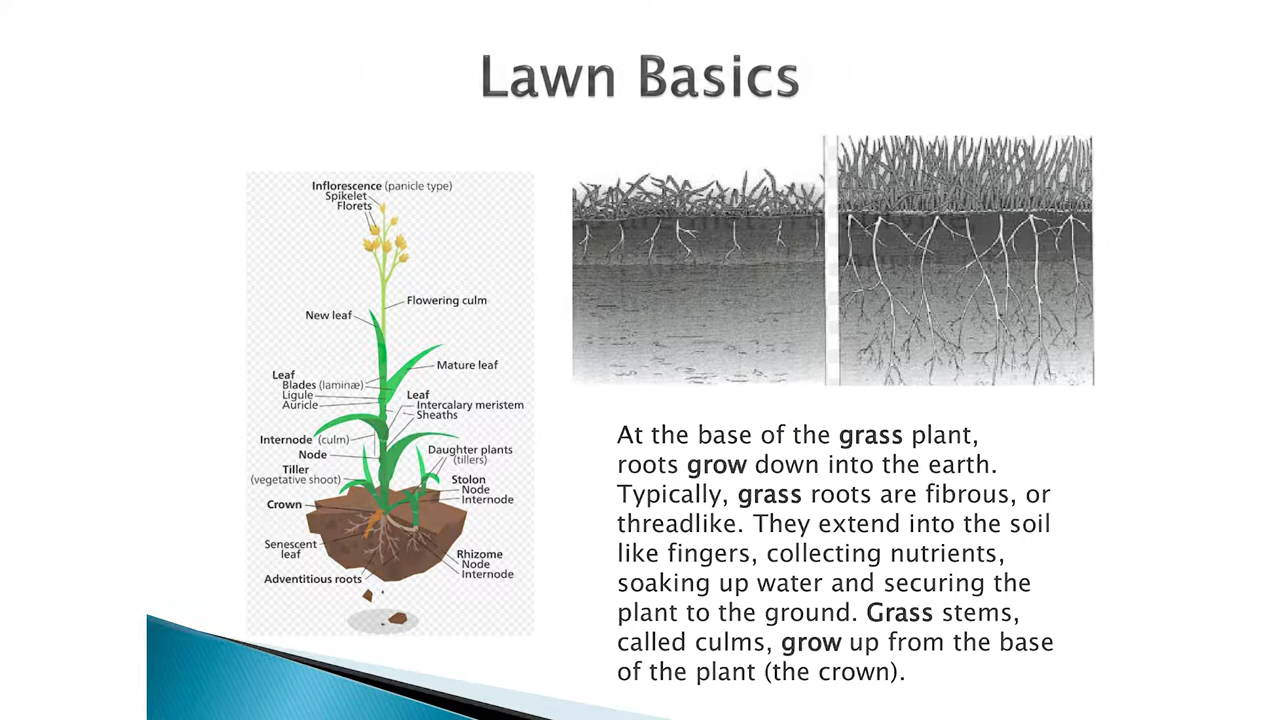 Lawn Basics
Inflorescence (panicle type)
Spikelet
Florets
Flowering culm
New leaf
Mature leaf
Leaf
Blades (laminæ)
Ligule
Auricle
Leaf
Intercalary meristem
Sheaths
Internode (culm)
Node
Daughter plants
(tillers)
Tiller
(vegetative shoot)
Stolon
Node
Internode
Crown
Senescent
leaf
Rhizome
Node
Internode
Adventitious roots
At the base of the grass plant,
roots grow down into the earth.
Typically, grass roots are fibrous, or
threadlike. They extend into the soil
like fingers, collecting nutrients,
soaking up water and securing the
plant to the ground. Grass stems,
called culms, grow up from the base
of the plant (the crown).